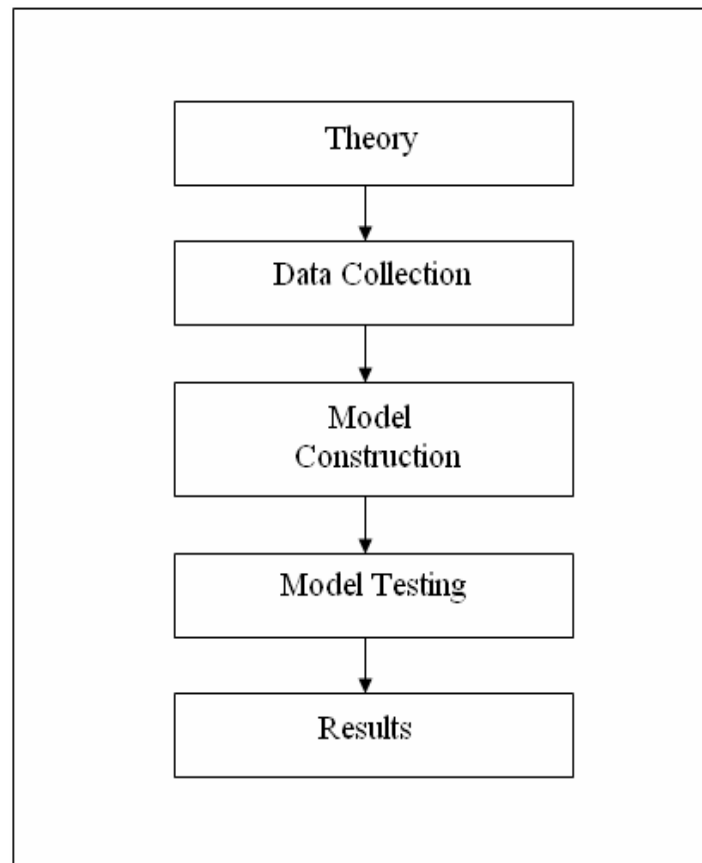 Theory
Data Collection
Model
Construction
Model Testing
Results